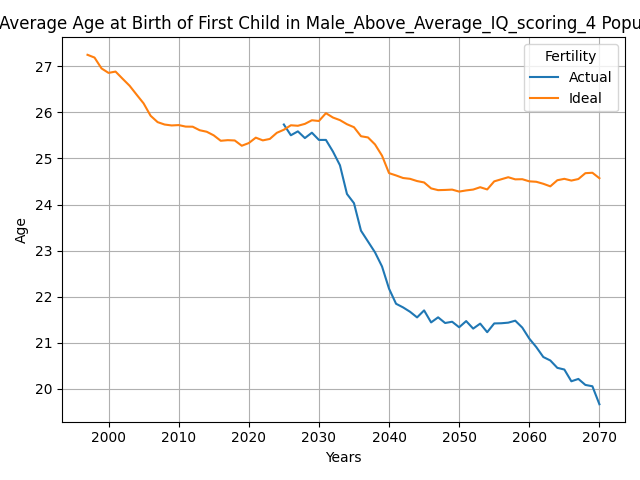 Average Age at Birth of First Child in Male_Above_Average_IQ_scoring_4 Popu
Fertility
Actual
Ideal
27
26
25
24
23
22
21
20
Age
2000 2010 2020 2030 2040 2050 2060 2070
Years